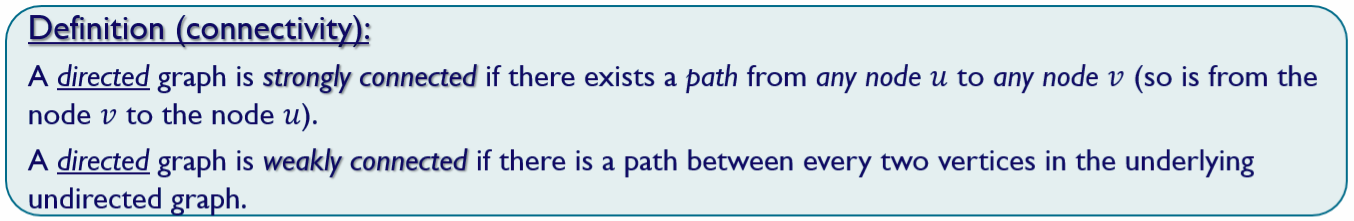 Definition (connectivity):
A directed graph is strongly connected if there exists a path from any node u to any node v (so is from the
node v to the node u).
A directed graph is weakly connected if there is a path between every two vertices in the underlying
undirected graph.